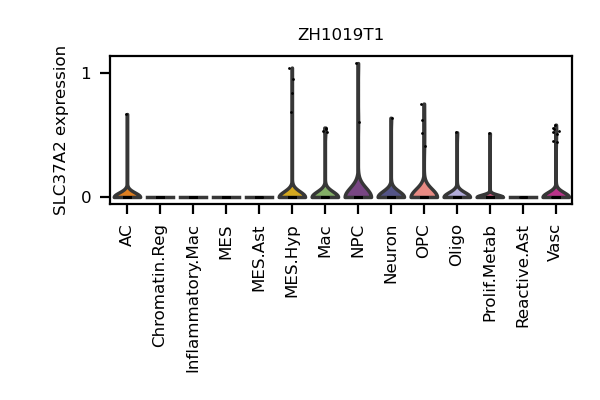 ZH1019T1
SLC37A2 expression
1
0
AC
Chromatin.Reg
Inflammatory.Mac
MES
MES.Ast
MES.Hyp
Mac
NPC
Neuron
OPC
Oligo
Prolif.Metab
Reactive.Ast
Vasc